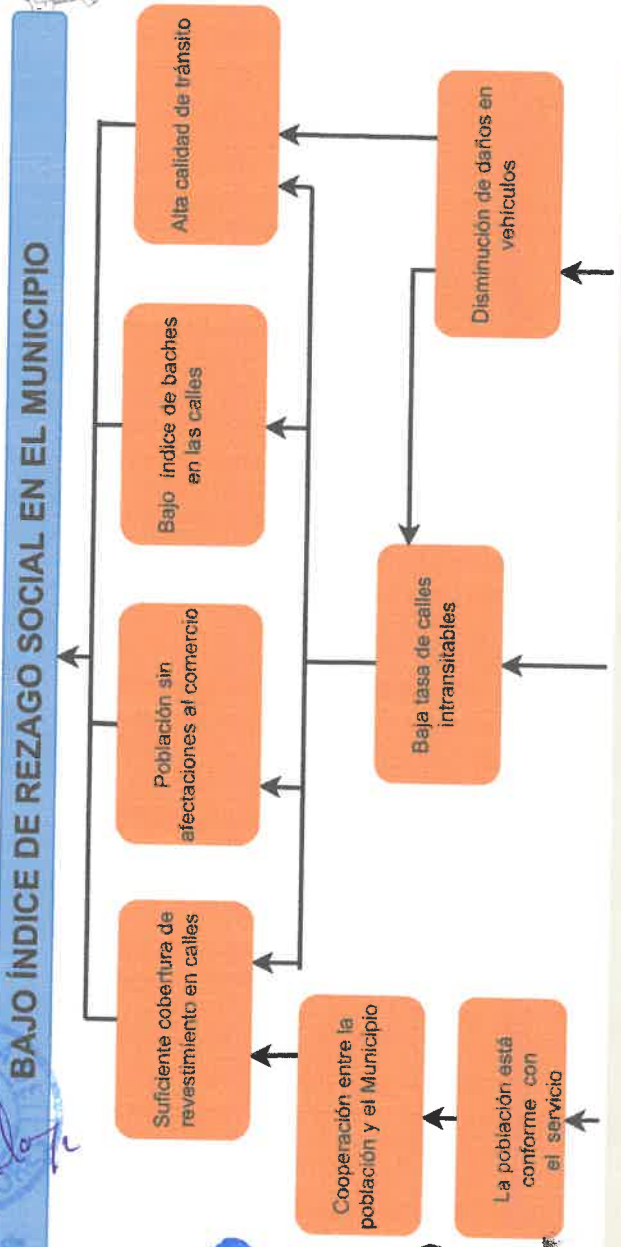 BAJO ÍNDICE DE REZAGO SOCIAL EN EL MUNICIPIO
Suficiente cobertura de
revestimiento en calles
Población sin
afectaciones al comercio
Bajo índice de baches
en las calles
Alta calidad de tránsito
Cooperación entre la
población y el Municipio
Baja tasa de calles
intransitables
Disminución de daños en
vehículos
La población está
conforme con
el servicio